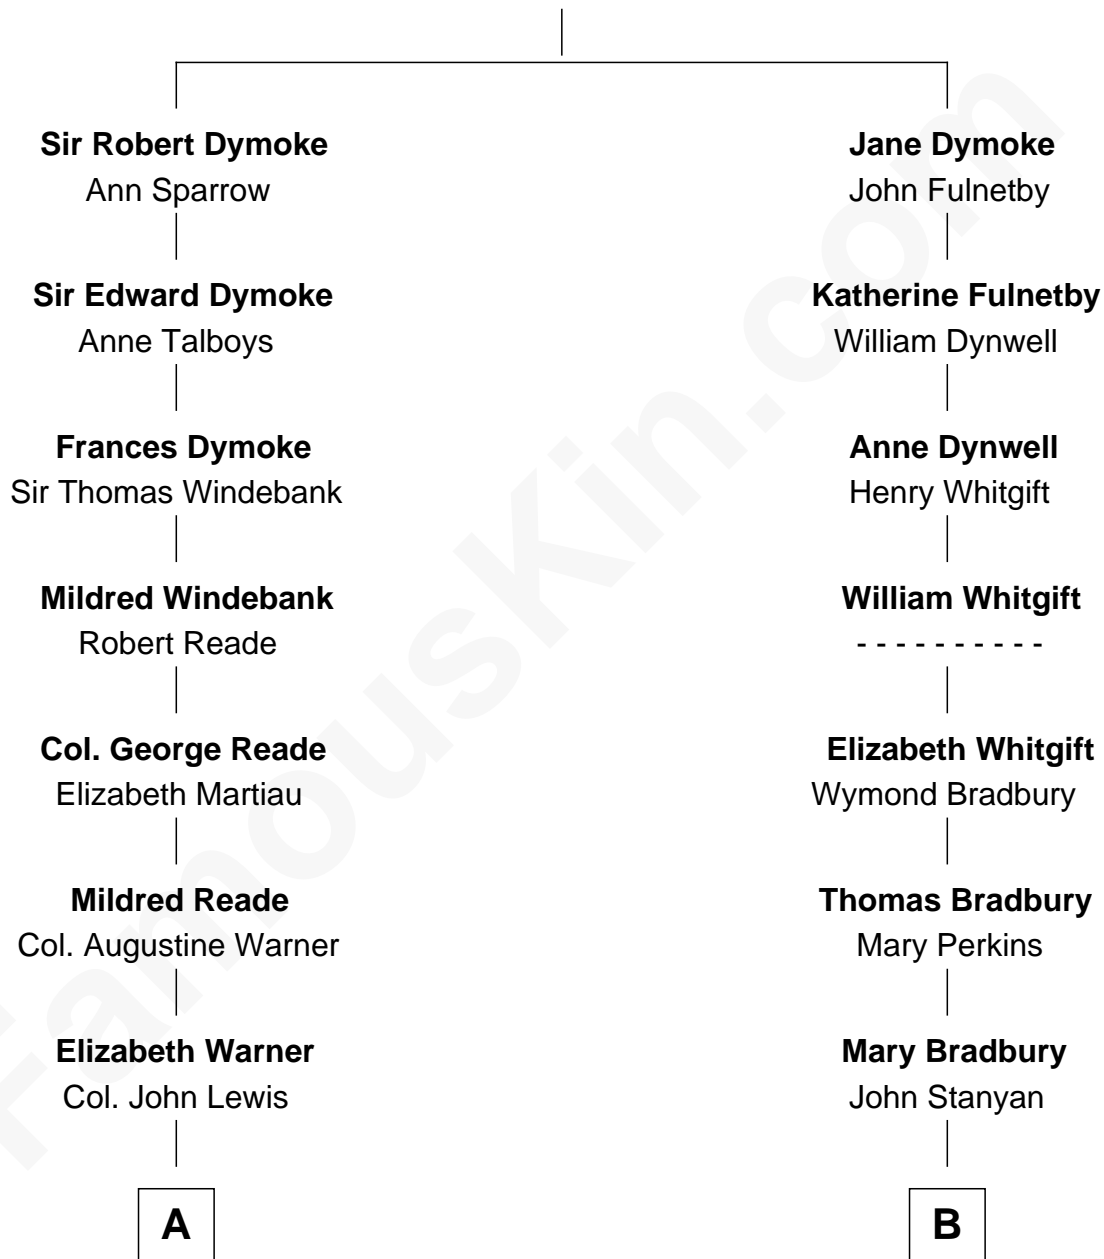 Sir Robert Dymoke
Ann Sparrow
Sir Edward Dymoke
Anne Talboys
Frances Dymoke
Sir Thomas Windebank
Mildred Windebank
Robert Reade
Col. George Reade
Elizabeth Martiau
Mildred Reade
Col. Augustine Warner
Elizabeth Warner
Col. John Lewis
A
Jane Dymoke
John Fulnetby
Katherine Fulnetby
William Dynwell
Anne Dynwell
Henry Whitgift
William Whitgift
- - - - - - - - - -
Elizabeth Whitgift
Wymond Bradbury
Thomas Bradbury
Mary Perkins
Mary Bradbury
John Stanyan
B
FamousKin.com